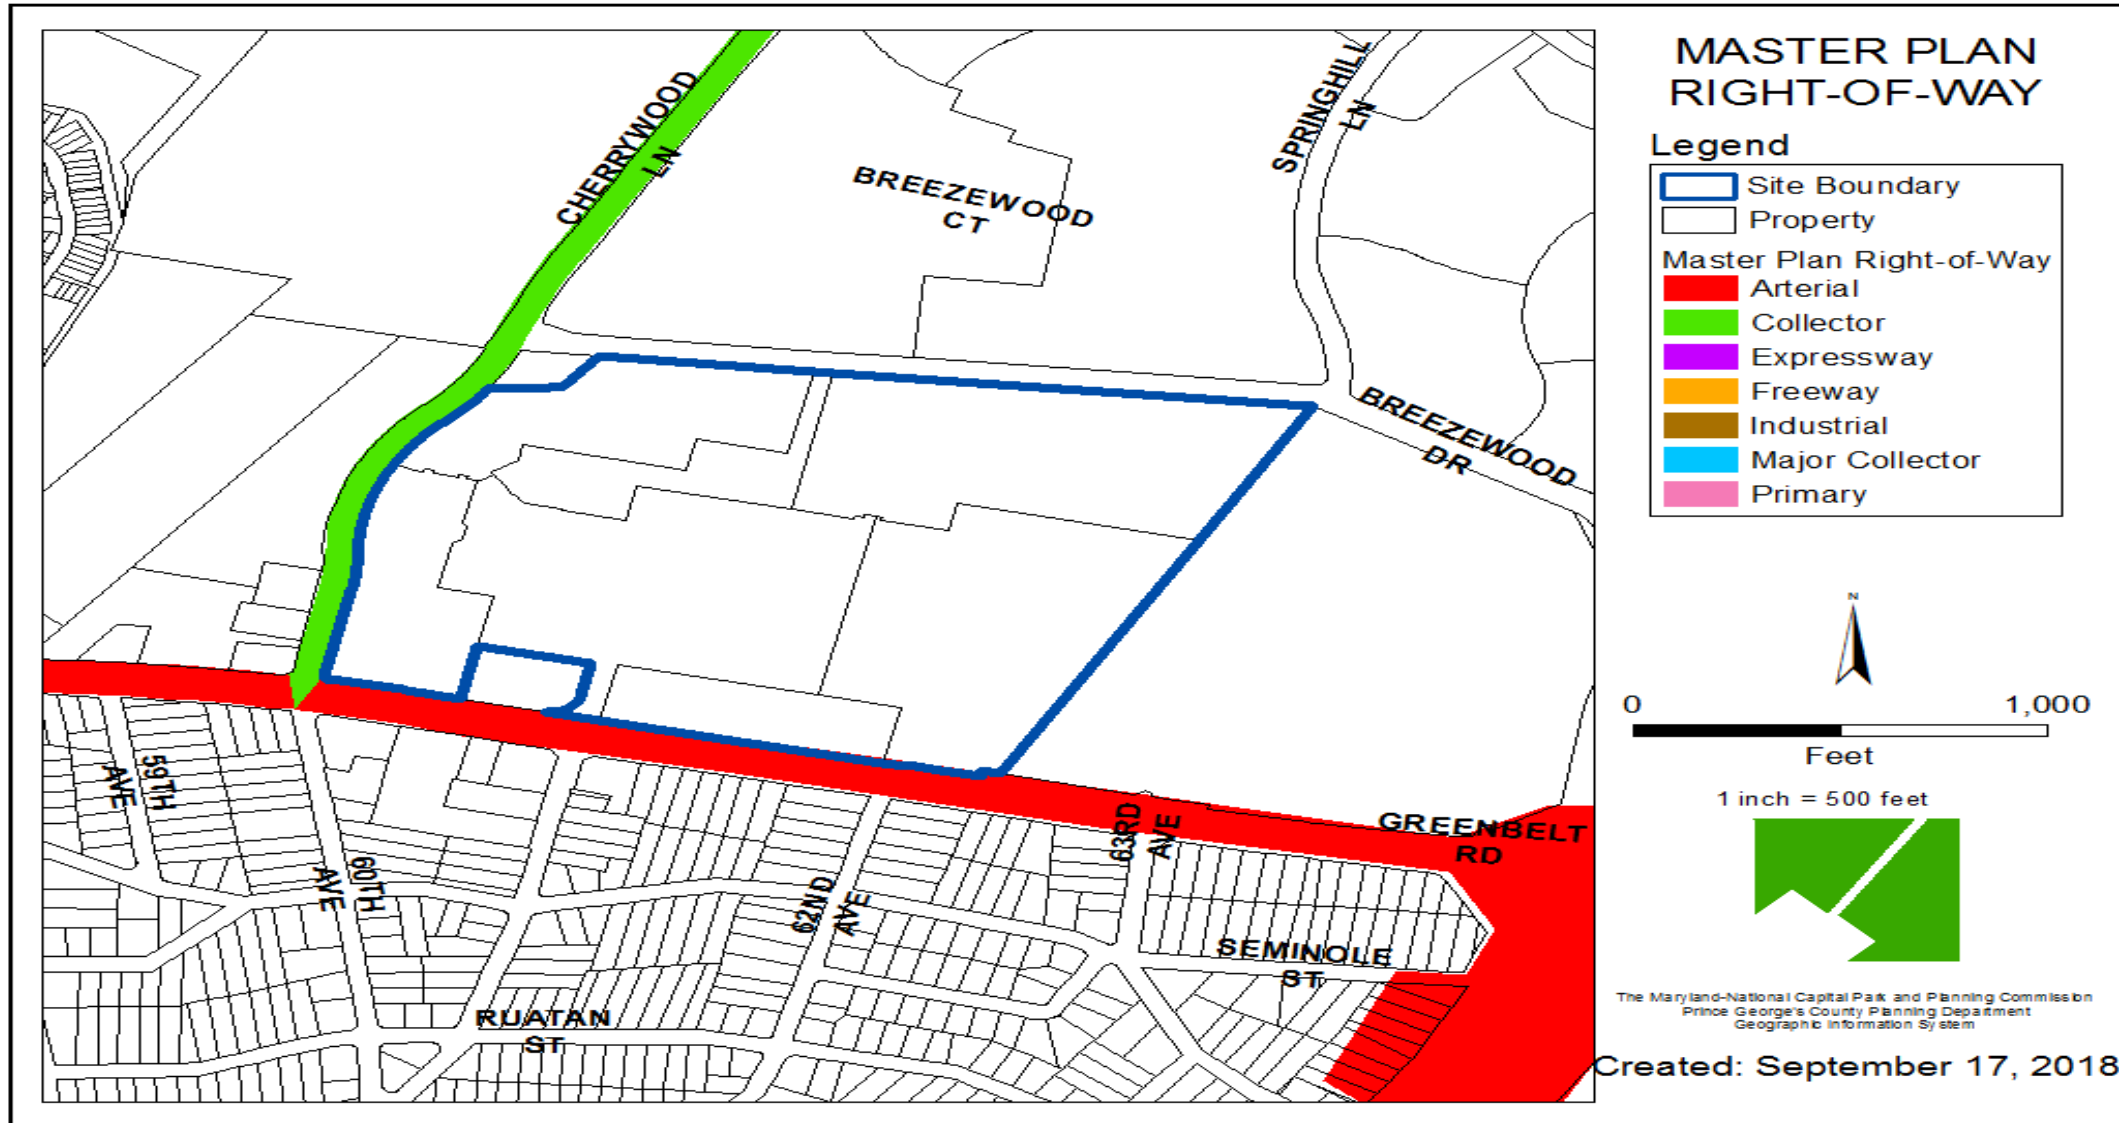 MASTER PLAN
RIGHT-OF-WAY
Legend
Site Boundary
Property
Master Plan Right-of-Way
Arterial
Collector
Expressway
Freeway
Industrial
Major Collector
Primary
CHERRYWOOD
LN
BREEZEWOOD
CT
SPRINGHILL
LN
BREEZEWOOD
DR
59TH
AVE
60TH
AVE
62ND
AVE
63RD
AVE
GREENBELT
RD
SEMINOLE
ST
RUATAN
ST
N
0 1,000
Feet
1 inch = 500 feet
The Maryland-National Capital Park and Planning Commission
Prince George's County Planning Department
Geographic Information System
Created: September 17, 2018